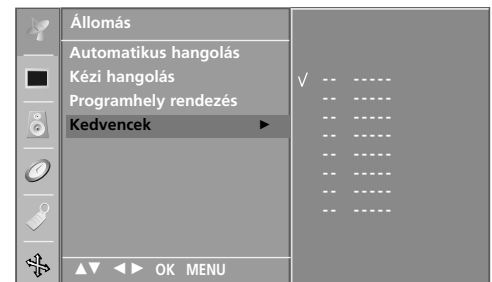 Állomás
Automatikus hangolás
Kézi hangolás
Programhely rendezés
Kedvencek ►
√ -- -----
-- -----
-- -----
-- -----
-- -----
-- -----
-- -----
-- -----
▲▼ ◄► OK MENU